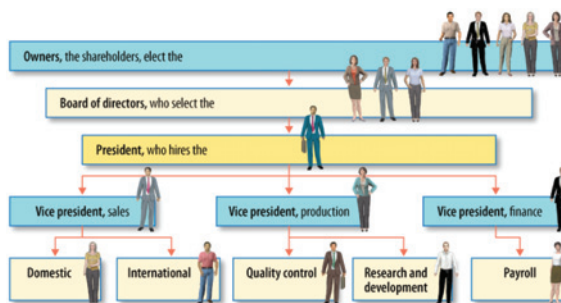 Owners, the shareholders, elect the
Board of directors, who select the
President, who hires the
Vice president, sales
Vice president, production
Vice president, finance
Domestic
International
Quality control
Research and
development
Payroll